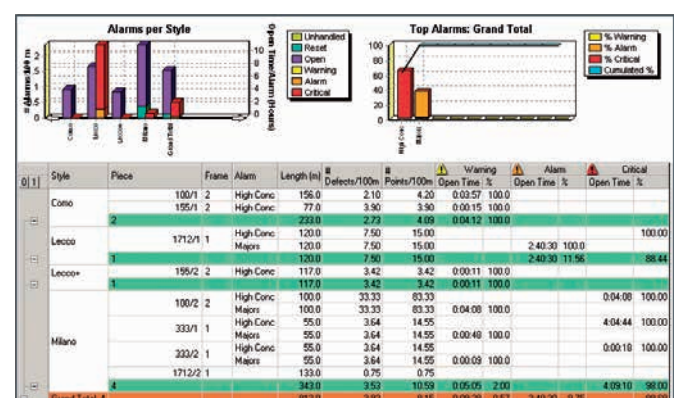 Alarms per Style
Top Alarms: Grand Total
Unhandled
Reset
Open
Warning
Alarm
Critical
% Warning
% Alarm
% Critical
Cumulated %
# Alarms/100 m
Open Time/Alarm (Hours)
2
1.5
1
.5
0
10
8
6
4
2
0
100
80
60
40
20
0
Como
Lecco
Lecco+
Milano
Grand Total
High Conc
Majors
0 1 Style Piece Frame Alarm Length (m) # Defects/100m # Points/100m Warning Alarm Critical
Open Time % Open Time % Open Time %
Como 100/1 2 High Conc 156.0 2.10 4.20 0:03:57 100.0
155/1 2 High Conc 77.0 3.90 3.90 0:00:15 100.0
2 233.0 2.73 4.09 0:04:12 100.0
Lecco 1712/1 1 High Conc 120.0 7.50 15.00 100.00
Majors 120.0 7.50 15.00 2:40:30 100.0
1 120.0 7.50 15.00 2:40:30 11.56 88.44
Lecco+ 155/2 2 High Conc 117.0 3.42 3.42 0:00:11 100.0
1 117.0 3.42 3.42 0:00:11 100.0
Milano 100/2 2 High Conc 100.0 33.33 83.33 0:04:08 100.00
Majors 100.0 33.33 83.33 0:04:08 100.0
333/1 1 High Conc 55.0 3.64 14.55 4:04:44 100.00
Majors 55.0 3.64 14.55 0:00:48 100.0
333/2 1 High Conc 55.0 3.64 14.55 0:00:18 100.00
Majors 55.0 3.64 14.55 0:00:09 100.0
1712/2 1 133.0 0.75 0.75
4 343.0 3.53 10.59 0:05:05 2.00 4:09:10 98.00